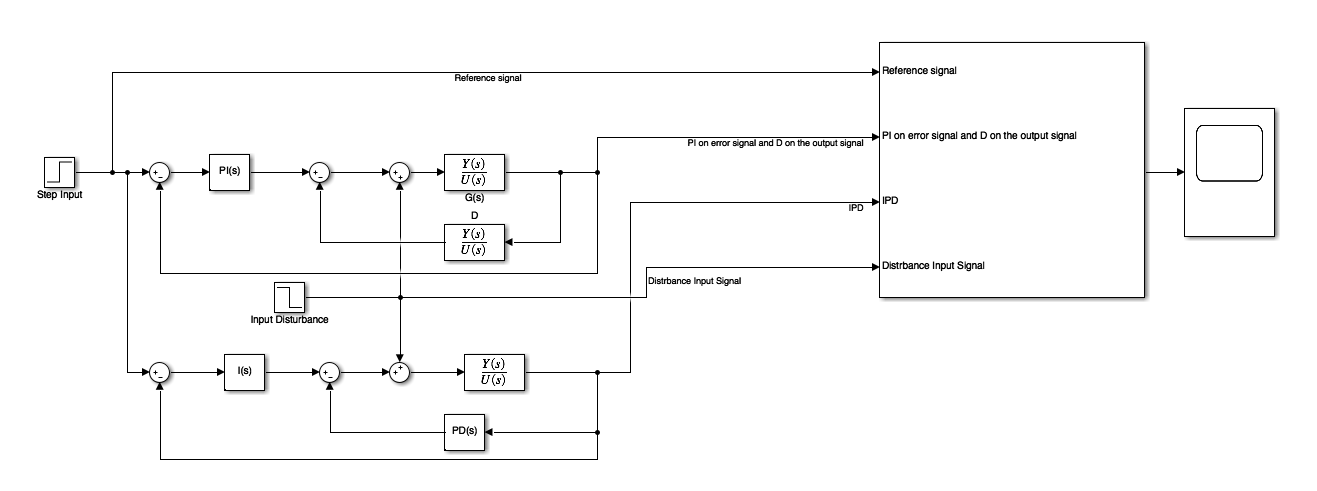 Reference signal
Reference signal
PI on error signal and D on the output signal
PI on error signal and D on the output signal
Step Input
+
−
PI(s)
+
−
+
+
Y(s)
U(s)
G(s)
D
Y(s)
U(s)
IPD
IPD
Distrbance Input Signal
Distrbance Input Signal
Input Disturbance
+
−
I(s)
+
−
+
+
Y(s)
U(s)
PD(s)